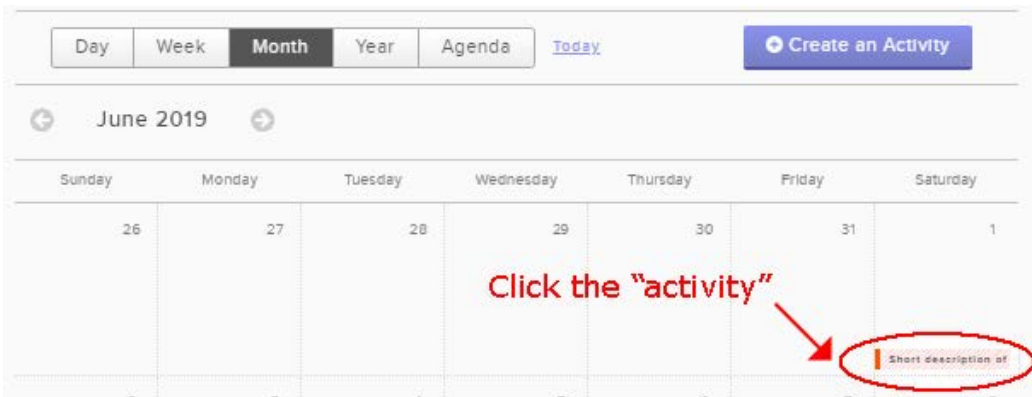 Day Week Month Year Agenda Today Create an Activity
June 2019
Sunday Monday Tuesday Wednesday Thursday Friday Saturday
26 27 28 29 30 31 1
Click the “activity”
Short description of